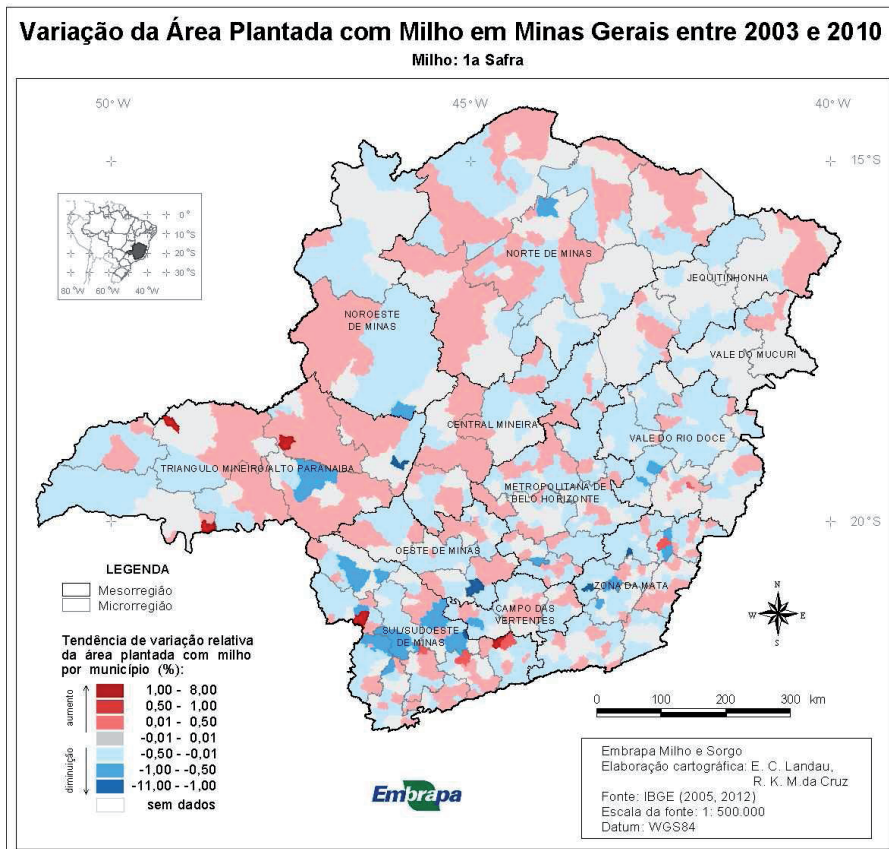 Variação da Área Plantada com Milho em Minas Gerais entre 2003 e 2010
Milho: 1a Safra
50° W
45° W
40° W
15° S
0°
10°S
20°S
30°S
80°W 60°W 40°W
NORTE DE MINAS
JEQUITINHONHA
NOROESTE
DE MINAS
VALE DO MUCURI
CENTRAL MINEIRA
VALE DO RIO DOCE
TRIANGULO MINEIRO/ALTO PARANAIBA
METROPOLITANA DE
BELO HORIZONTE
20° S
OESTE DE MINAS
ZONA DA MATA
CAMPO DAS
VERTENTES
SUL/SUDOESTE
DE MINAS
LEGENDA
Mesorregião
Microrregião
Tendência de variação relativa
da área plantada com milho
por município (%):
aumento
diminuição
1,00 - 8,00
0,50 - 1,00
0,01 - 0,50
-0,01 - 0,01
-0,50 - -0,01
-1,00 - -0,50
-11,00 - -1,00
sem dados
N
W E
S
0 100 200 300 km
Embrapa
Embrapa Milho e Sorgo
Elaboração cartográfica: E. C. Landau,
R. K. M.da Cruz
Fonte: IBGE (2005, 2012)
Escala da fonte: 1: 500.000
Datum: WGS84